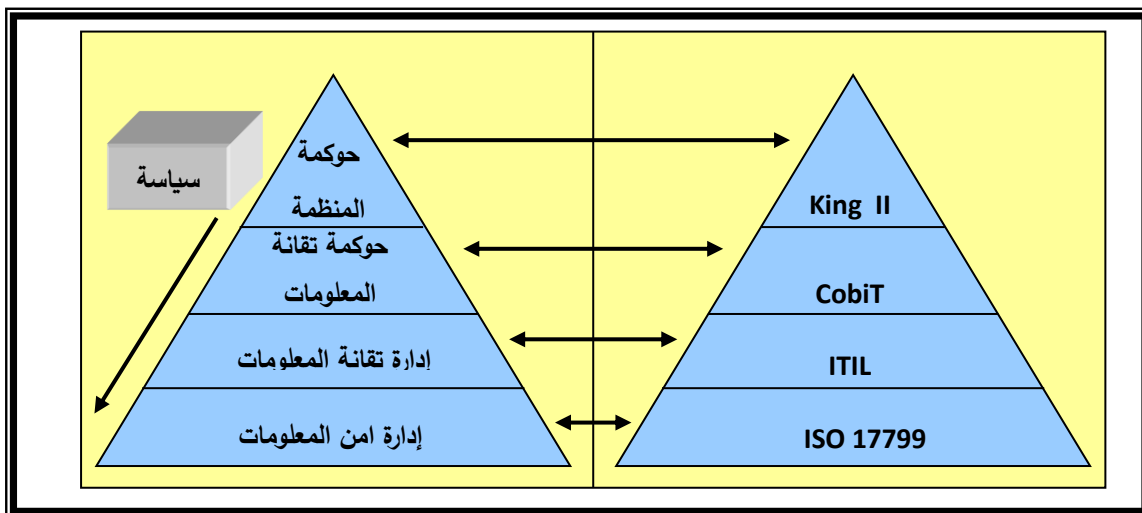 حوكمة
المنظمة
سياسة
King II
حوكمة تقانة
المعلومات
CobiT
إدارة تقانة المعلومات
ITIL
إدارة امن المعلومات
ISO 17799